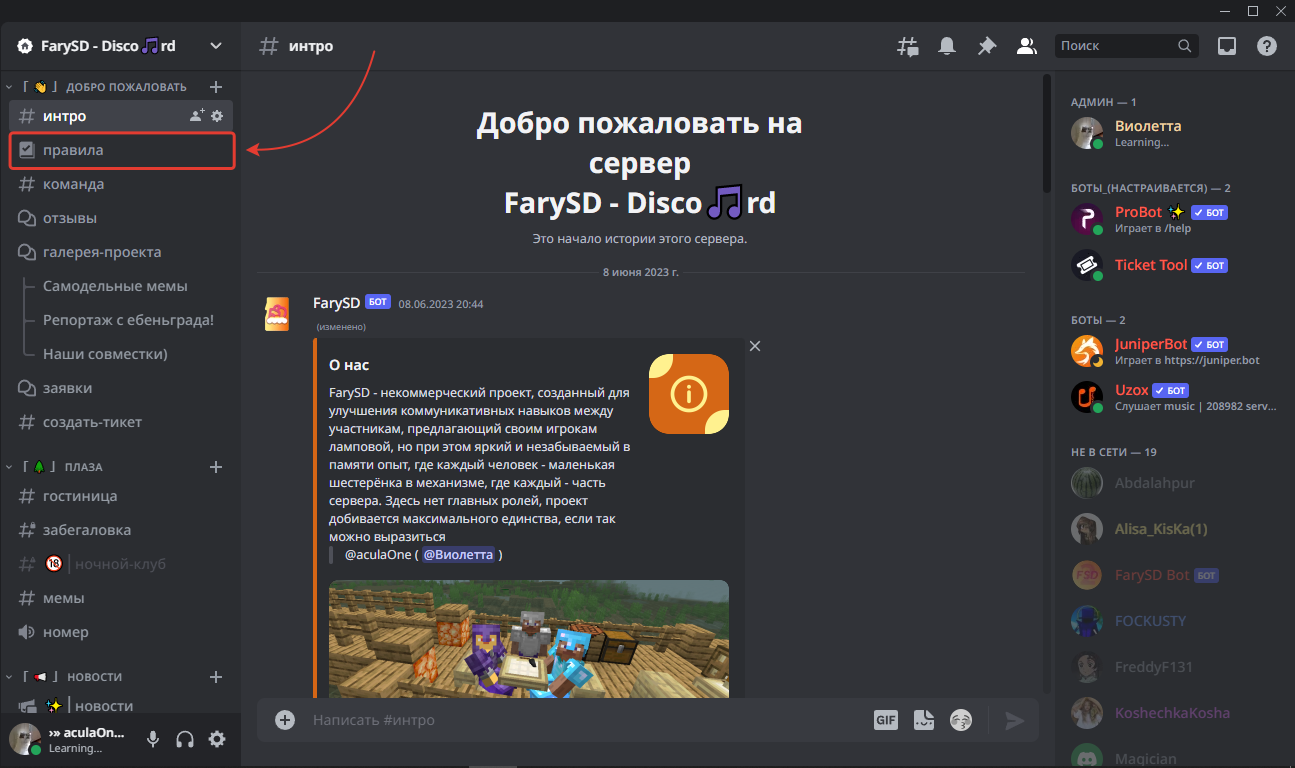 FarySD - Disco🎵rd
# интро
Поиск
「 👋 」 ДОБРО ПОЖАЛОВАТЬ
интро
правила
команда
отзывы
галерея-проекта
Самодельные мемы
Репортаж с ебеньграда!
Наши совместки)
заявки
создать-тикет
「 🌲 」 ПЛАЗА
гостиница
забегаловка
🔞 | ночной-клуб
мемы
номер
「 📢 」 НОВОСТИ
✨ | новости
»» aculaOn...
Learning...
Добро пожаловать на
сервер
FarySD - Disco🎵rd
Это начало истории этого сервера.
8 июня 2023 г.
FarySD БОТ 08.06.2023 20:44
(изменено)
О нас
FarySD - некоммерческий проект, созданный для
улучшения коммуникативных навыков между
участникам, предлагающий своим игрокам
ламповой, но при этом яркий и незабываемый в
памяти опыт, где каждый человек - маленькая
шестерёнка в механизме, где каждый - часть
сервера. Здесь нет главных ролей, проект
добивается максимального единства, если так
можно выразиться
@aculaOne ( @Виолетта )
Написать #интро
GIF
АДМИН — 1
Виолетта
Learning...
БОТЫ_(НАСТРАИВАЕТСЯ) — 2
ProBot ✨ ✓ БОТ
Играет в /help
Ticket Tool ✓ БОТ
БОТЫ — 2
JuniperBot ✓ БОТ
Играет в https://juniper.bot
Uzox ✓ БОТ
Слушает music | 208982 serv...
НЕ В СЕТИ — 19
Abdalahpur
Alisa_KisKa(1)
FSD
FarySD Bot БОТ
FOCKUSTY
FreddyF131
KoshechkaKosha
Magician